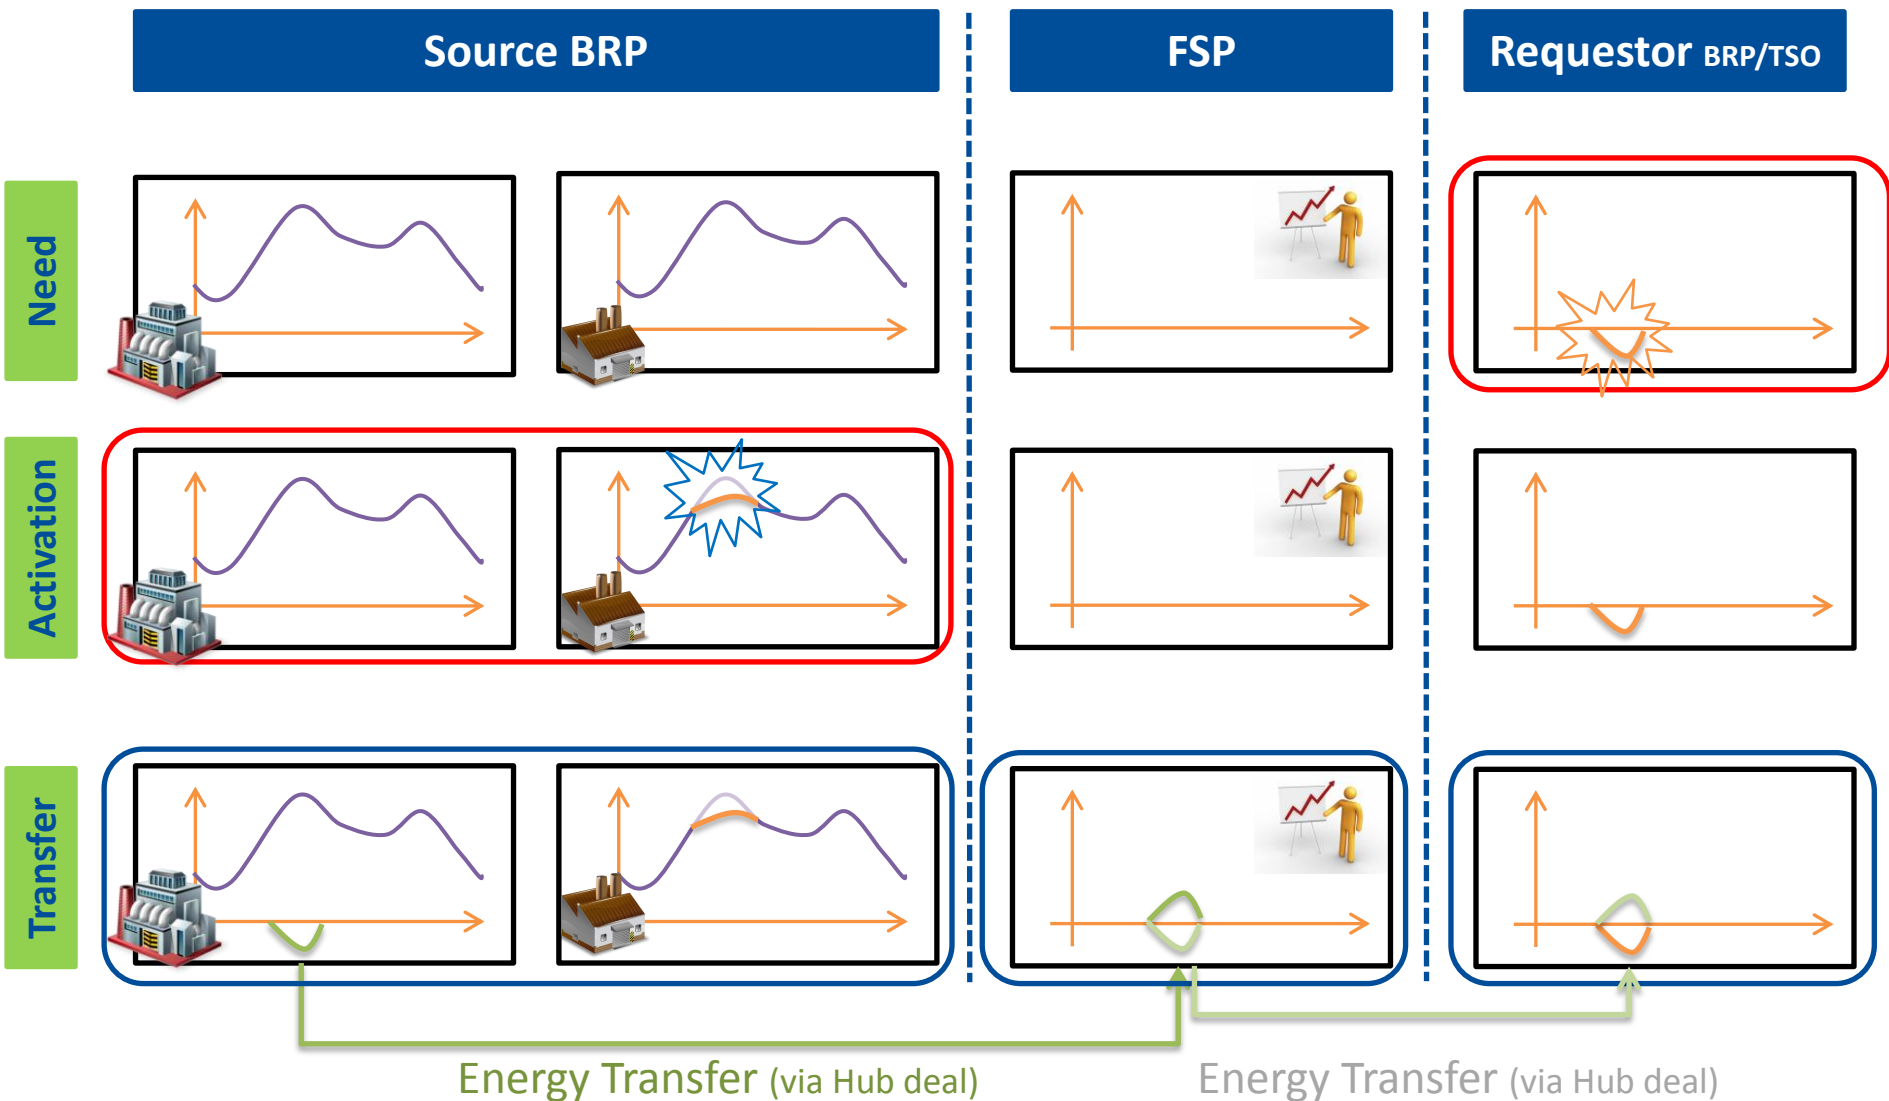 Source BRP
FSP
Requestor BRP/TSO
Need
Activation
Transfer
Energy Transfer (via Hub deal)
Energy Transfer (via Hub deal)